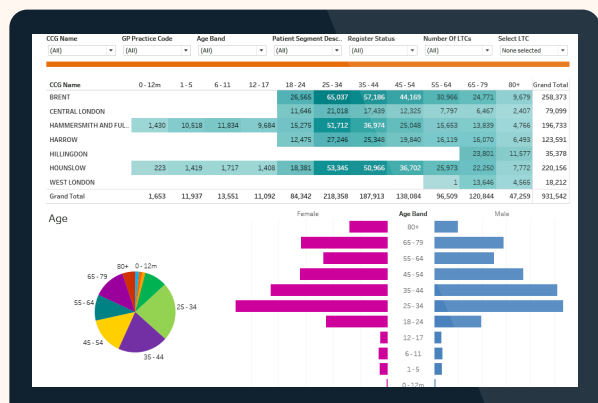 CCG Name GP Practice Code Age Band Patient Segment Desc.. Register Status Number Of LTCs Select LTC
(All) (All) (All) (All) (All) (All) None selected
CCG Name 0 - 12m 1 - 5 6 - 11 12 - 17 18 - 24 25 - 34 35 - 44 45 - 54 55 - 64 65 - 79 80+ Grand Total
BRENT 26,565 65,037 57,186 44,169 30,966 24,771 9,679 258,373
CENTRAL LONDON 11,646 21,018 17,439 12,325 7,797 6,467 2,407 79,099
HAMMERSMITH AND FUL.. 1,430 10,518 11,834 9,684 15,275 51,712 36,974 25,048 15,653 13,839 4,766 196,733
HARROW 12,475 27,246 25,348 19,840 16,119 16,070 6,493 123,591
HILLINGDON 23,801 11,577 35,378
HOUNSLOW 223 1,419 1,717 1,408 18,381 53,345 50,966 36,702 25,973 22,250 7,772 220,156
WEST LONDON 1 13,646 4,565 18,212
Grand Total 1,653 11,937 13,551 11,092 84,342 218,358 187,913 138,084 96,509 120,844 47,259 931,542
Age
Female Age Band Male
80+
65 - 79
55 - 64
45 - 54
35 - 44
25 - 34
18 - 24
12 - 17
6 - 11
1 - 5
0 - 12m
80+ 0 - 12m
65 - 79
55 - 64
25 - 34
45 - 54
35 - 44